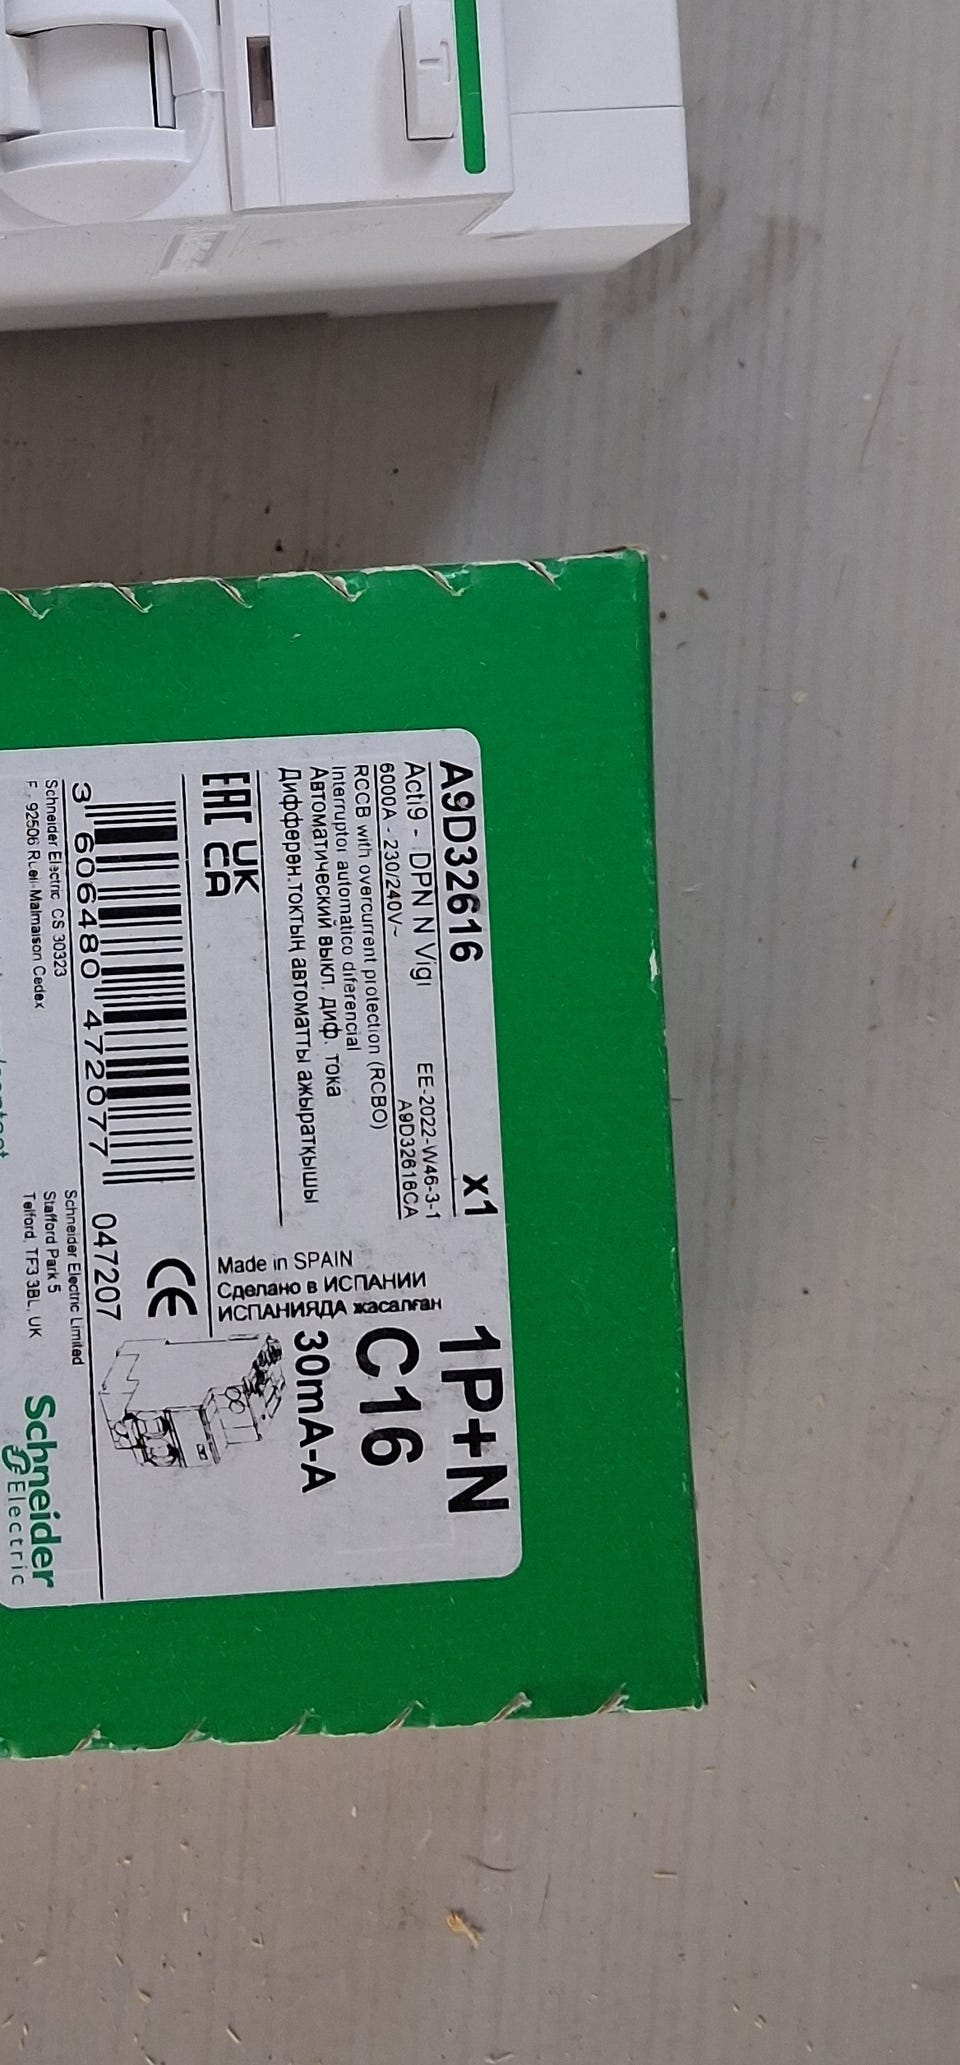 A9D32616 x1
Acti9 - DPN N Vigi EE-2022-W46-3-1
6000A - 230/240V~ A9D32616CA
RCCB with overcurrent protection (RCBO)
Interruptor automatico diferencial
Автоматический выкл. диф. тока
Дифферен.токтың автоматты ажыратқышы
1P+N
C16
30mA-A
Made in SPAIN
Сделано в ИСПАНИИ
ИСПАНИЯДА жасалған
EAC UK
CA
CE
3 606480 472077 047207
Schneider Electric CS 30323
F, 92506 Rueil-Malmaison Cedex
Schneider Electric Limited
Stafford Park 5
Telford, TF3 3BL, UK
Schneider
Electric